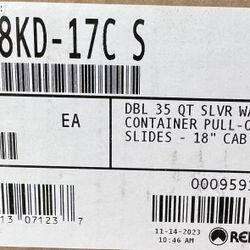 8KD-17C S
EA
DBL 35 QT SLVR W/
CONTAINER PULL-O
SLIDES - 18" CAB
000959
13 07123 7
11-14-2023
10:46 AM
RE